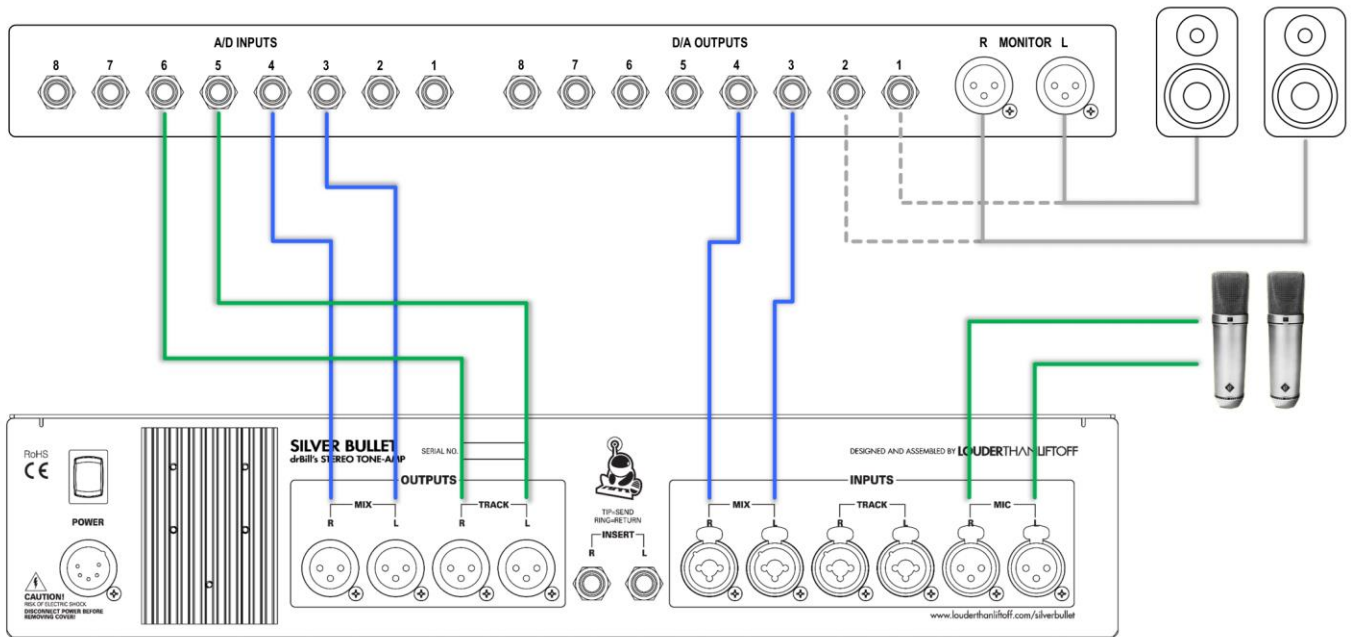 A/D INPUTS
8 7 6 5 4 3 2 1
D/A OUTPUTS
8 7 6 5 4 3 2 1
R MONITOR L
RoHS
CE
POWER
CAUTION!
RISK OF ELECTRIC SHOCK
DISCONNECT POWER BEFORE
REMOVING COVER!
SILVER BULLET
drBill's STEREO TONE-AMP
SERIAL NO.
OUTPUTS
MIX
R L
TRACK
R L
TIP=SEND
RING=RETURN
INSERT
R L
DESIGNED AND ASSEMBLED BY LOUDERTHANLIFTOFF
INPUTS
MIX
R L
TRACK
R L
MIC
R L
www.louderthanliftoff.com/silverbullet